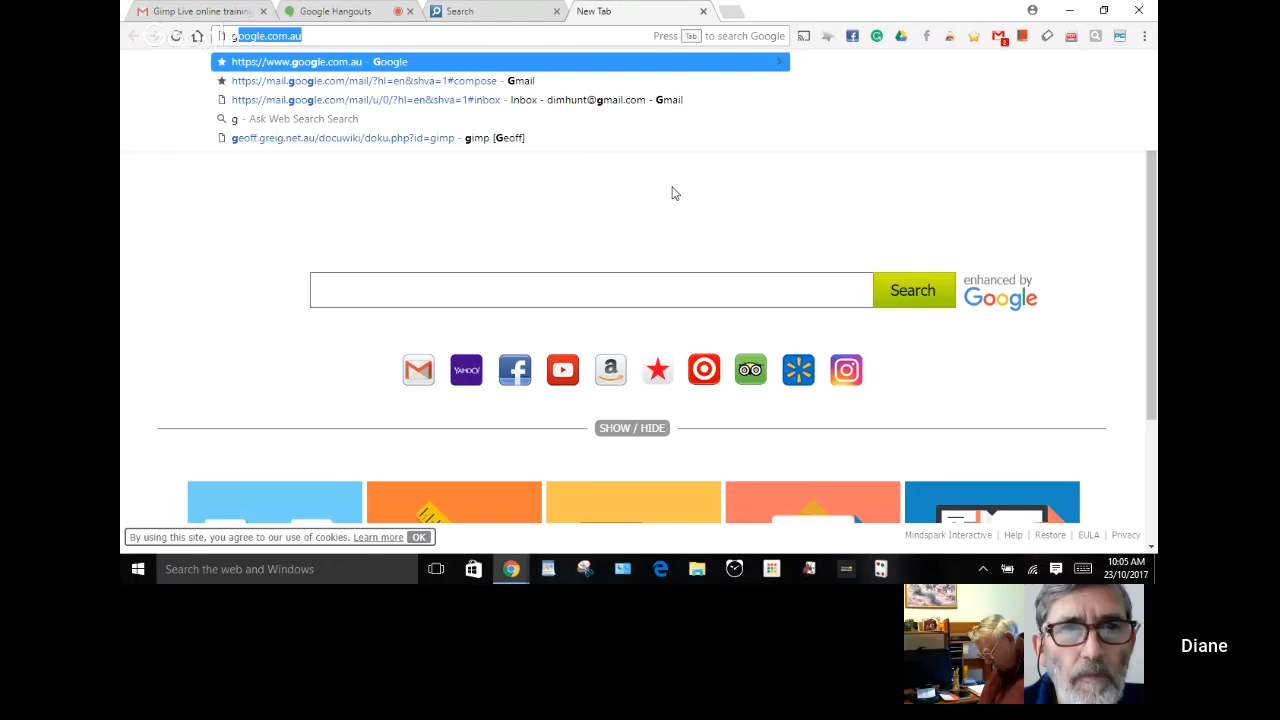 Gimp Live online training
Google Hangouts
Search
New Tab
google.com.au
Press Tab to search Google
https://www.google.com.au - Google
https://mail.google.com/mail/?hl=en&shva=1#compose - Gmail
https://mail.google.com/mail/u/0/?hl=en&shva=1#inbox - Inbox - dimhunt@gmail.com - Gmail
g - Ask Web Search Search
geoff.greig.net.au/docuwiki/doku.php?id=gimp - gimp [Geoff]
Search
enhanced by
Google
YAHOO!
SHOW / HIDE
By using this site, you agree to our use of cookies. Learn more OK
Mindspark Interactive | Help | Restore | EULA | Privacy
Search the web and Windows
10:05 AM
23/10/2017
Diane